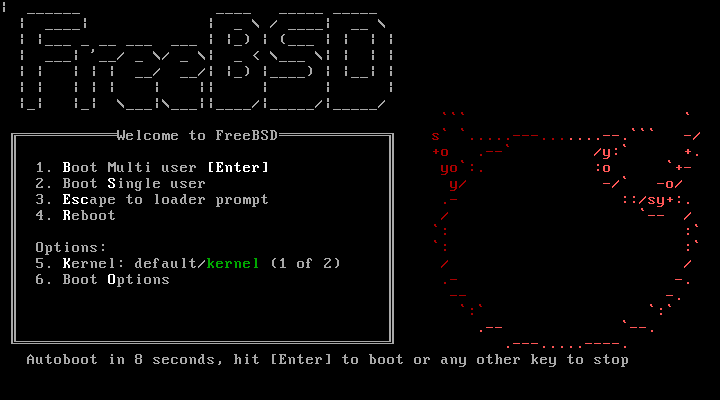 FreeBSD
Welcome to FreeBSD
1. Boot Multi user [Enter]
2. Boot Single user
3. Escape to loader prompt
4. Reboot
Options:
5. Kernel: default/kernel (1 of 2)
6. Boot Options
Autoboot in 8 seconds, hit [Enter] to boot or any other key to stop